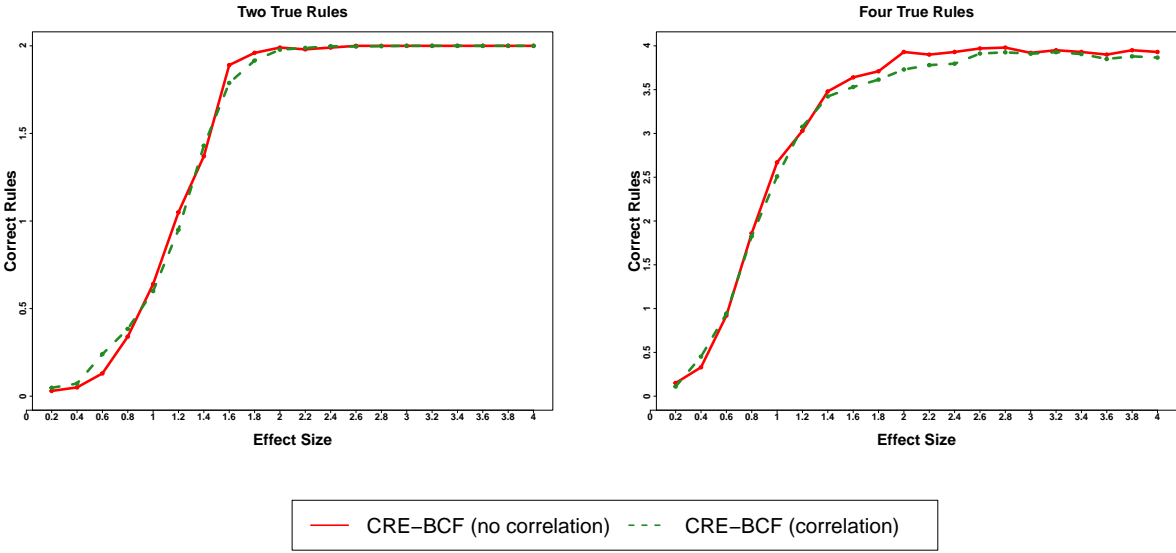 Two True Rules
Four True Rules
2
1.5
1
0.5
0
Correct Rules
0 0.2 0.4 0.6 0.8 1 1.2 1.4 1.6 1.8 2 2.2 2.4 2.6 2.8 3 3.2 3.4 3.6 3.8 4
Effect Size
4
3.5
3
2.5
2
1.5
1
0.5
0
Correct Rules
0 0.2 0.4 0.6 0.8 1 1.2 1.4 1.6 1.8 2 2.2 2.4 2.6 2.8 3 3.2 3.4 3.6 3.8 4
Effect Size
CRE−BCF (no correlation) CRE−BCF (correlation)